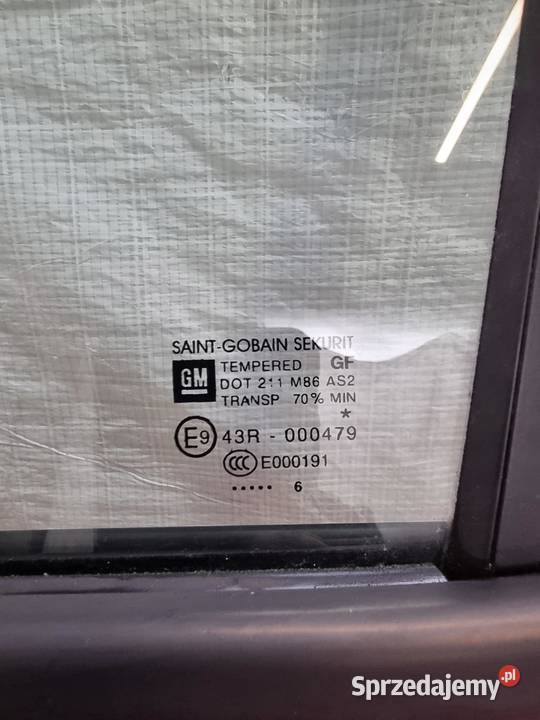 SAINT-GOBAIN SEKURIT
GM TEMPERED GF
DOT 211 M86 AS2
TRANSP 70% MIN
*
E9 43R - 000479
CCC E000191
..... 6
Sprzedajemy.pl